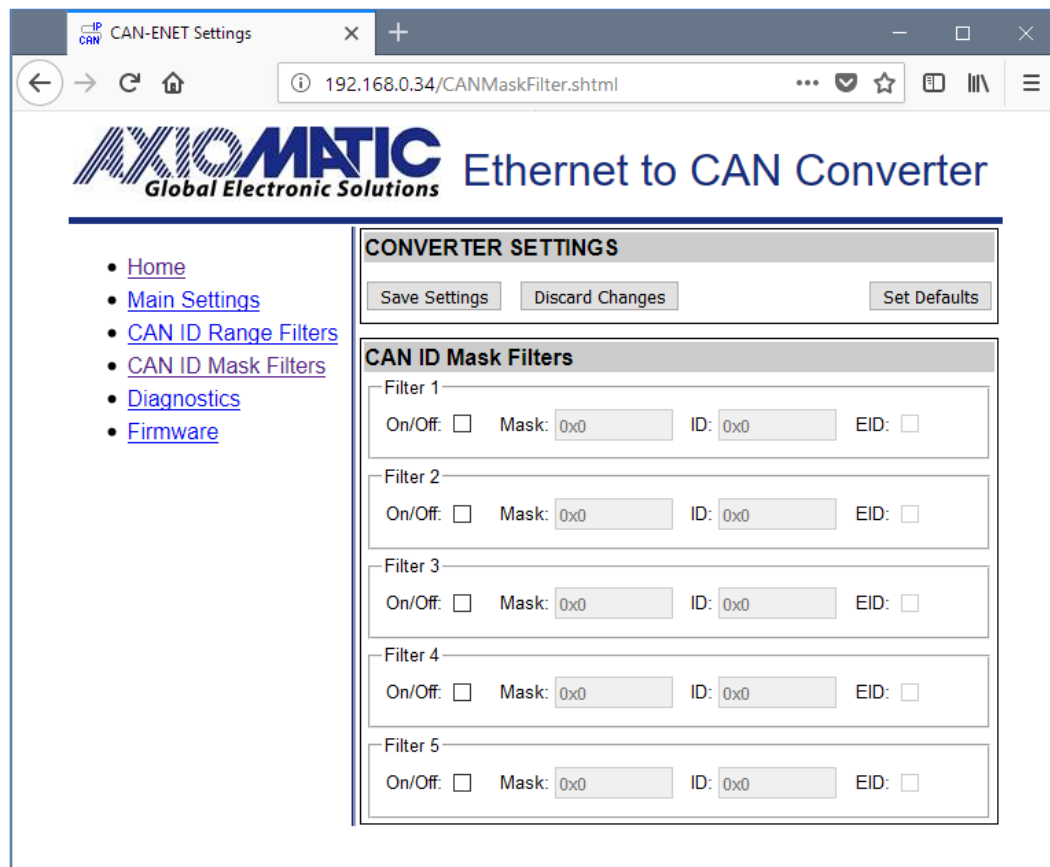 IP
CAN
CAN-ENET Settings
192.168.0.34/CANMaskFilter.shtml
AXIOMATIC
Global Electronic Solutions
Ethernet to CAN Converter
Home
Main Settings
CAN ID Range Filters
CAN ID Mask Filters
Diagnostics
Firmware
CONVERTER SETTINGS
Save Settings Discard Changes Set Defaults
CAN ID Mask Filters
Filter 1
On/Off: Mask: 0x0 ID: 0x0 EID:
Filter 2
On/Off: Mask: 0x0 ID: 0x0 EID:
Filter 3
On/Off: Mask: 0x0 ID: 0x0 EID:
Filter 4
On/Off: Mask: 0x0 ID: 0x0 EID:
Filter 5
On/Off: Mask: 0x0 ID: 0x0 EID: